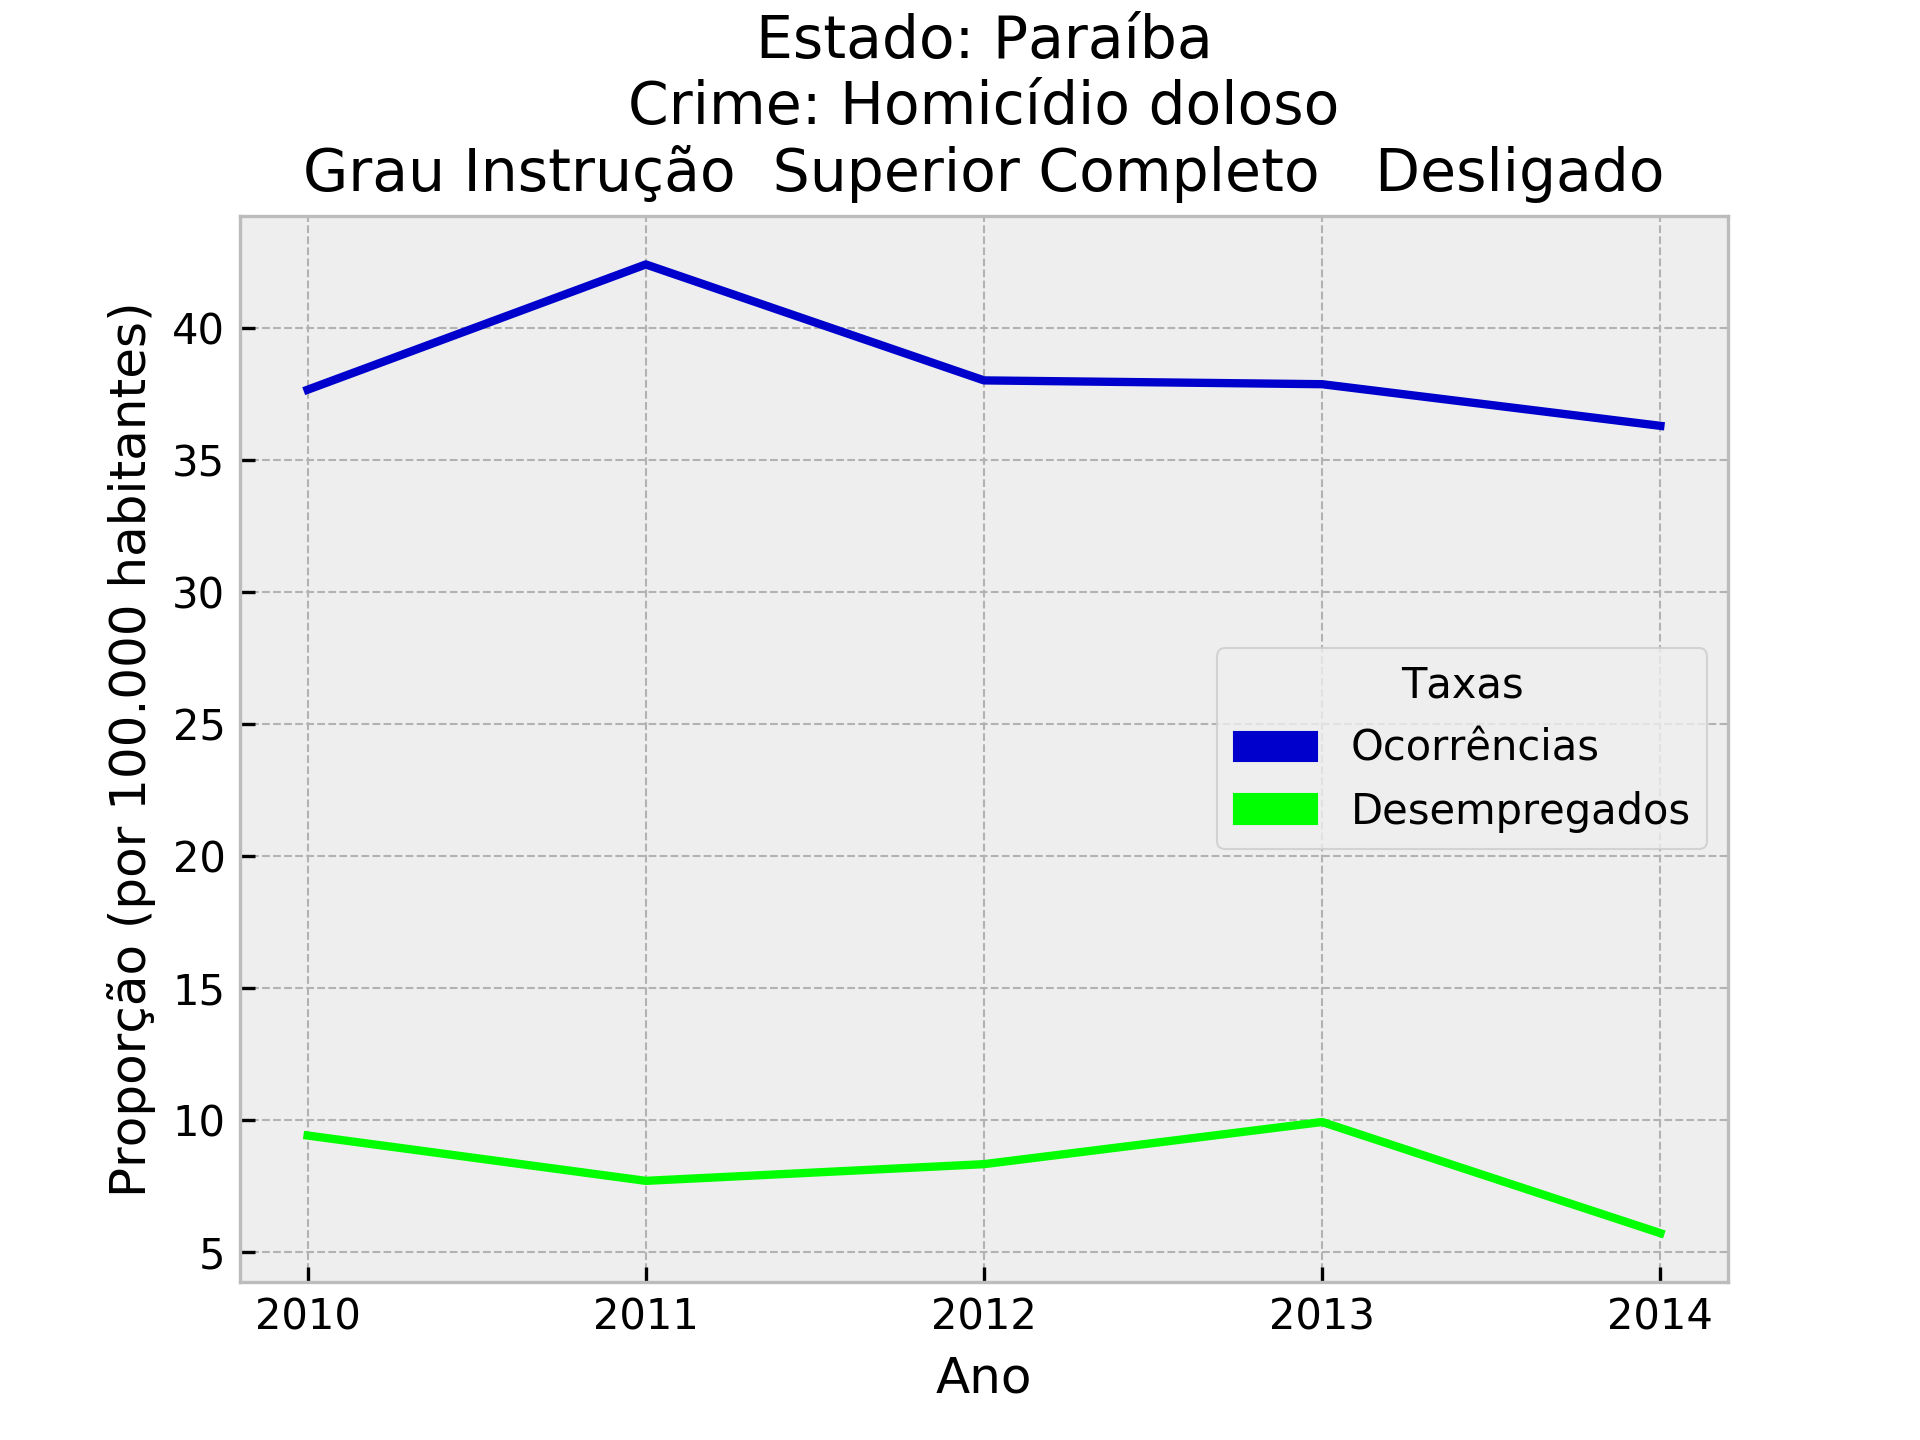 Estado: Paraíba
Crime: Homicídio doloso
Grau Instrução  Superior Completo   Desligado
Proporção (por 100.000 habitantes)
40
35
30
25
20
15
10
5
Taxas
Ocorrências
Desempregados
2010 2011 2012 2013 2014
Ano